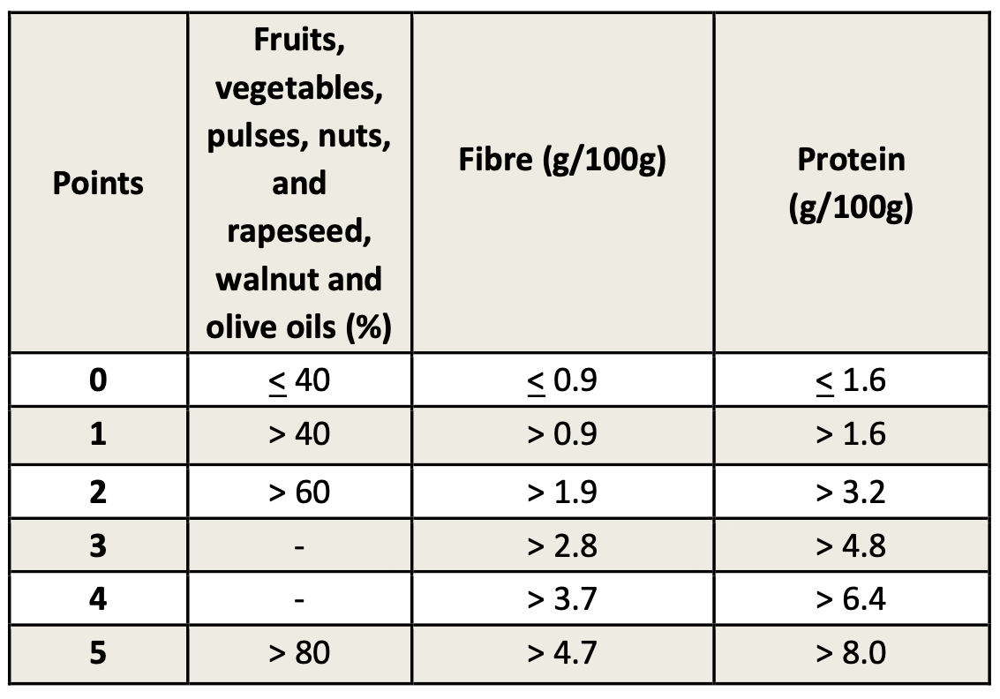 Points
Fruits,
vegetables,
pulses, nuts,
and
rapeseed,
walnut and
olive oils (%)
Fibre (g/100g)
Protein
(g/100g)
0 ≤ 40 ≤ 0.9 ≤ 1.6
1 > 40 > 0.9 > 1.6
2 > 60 > 1.9 > 3.2
3 - > 2.8 > 4.8
4 - > 3.7 > 6.4
5 > 80 > 4.7 > 8.0